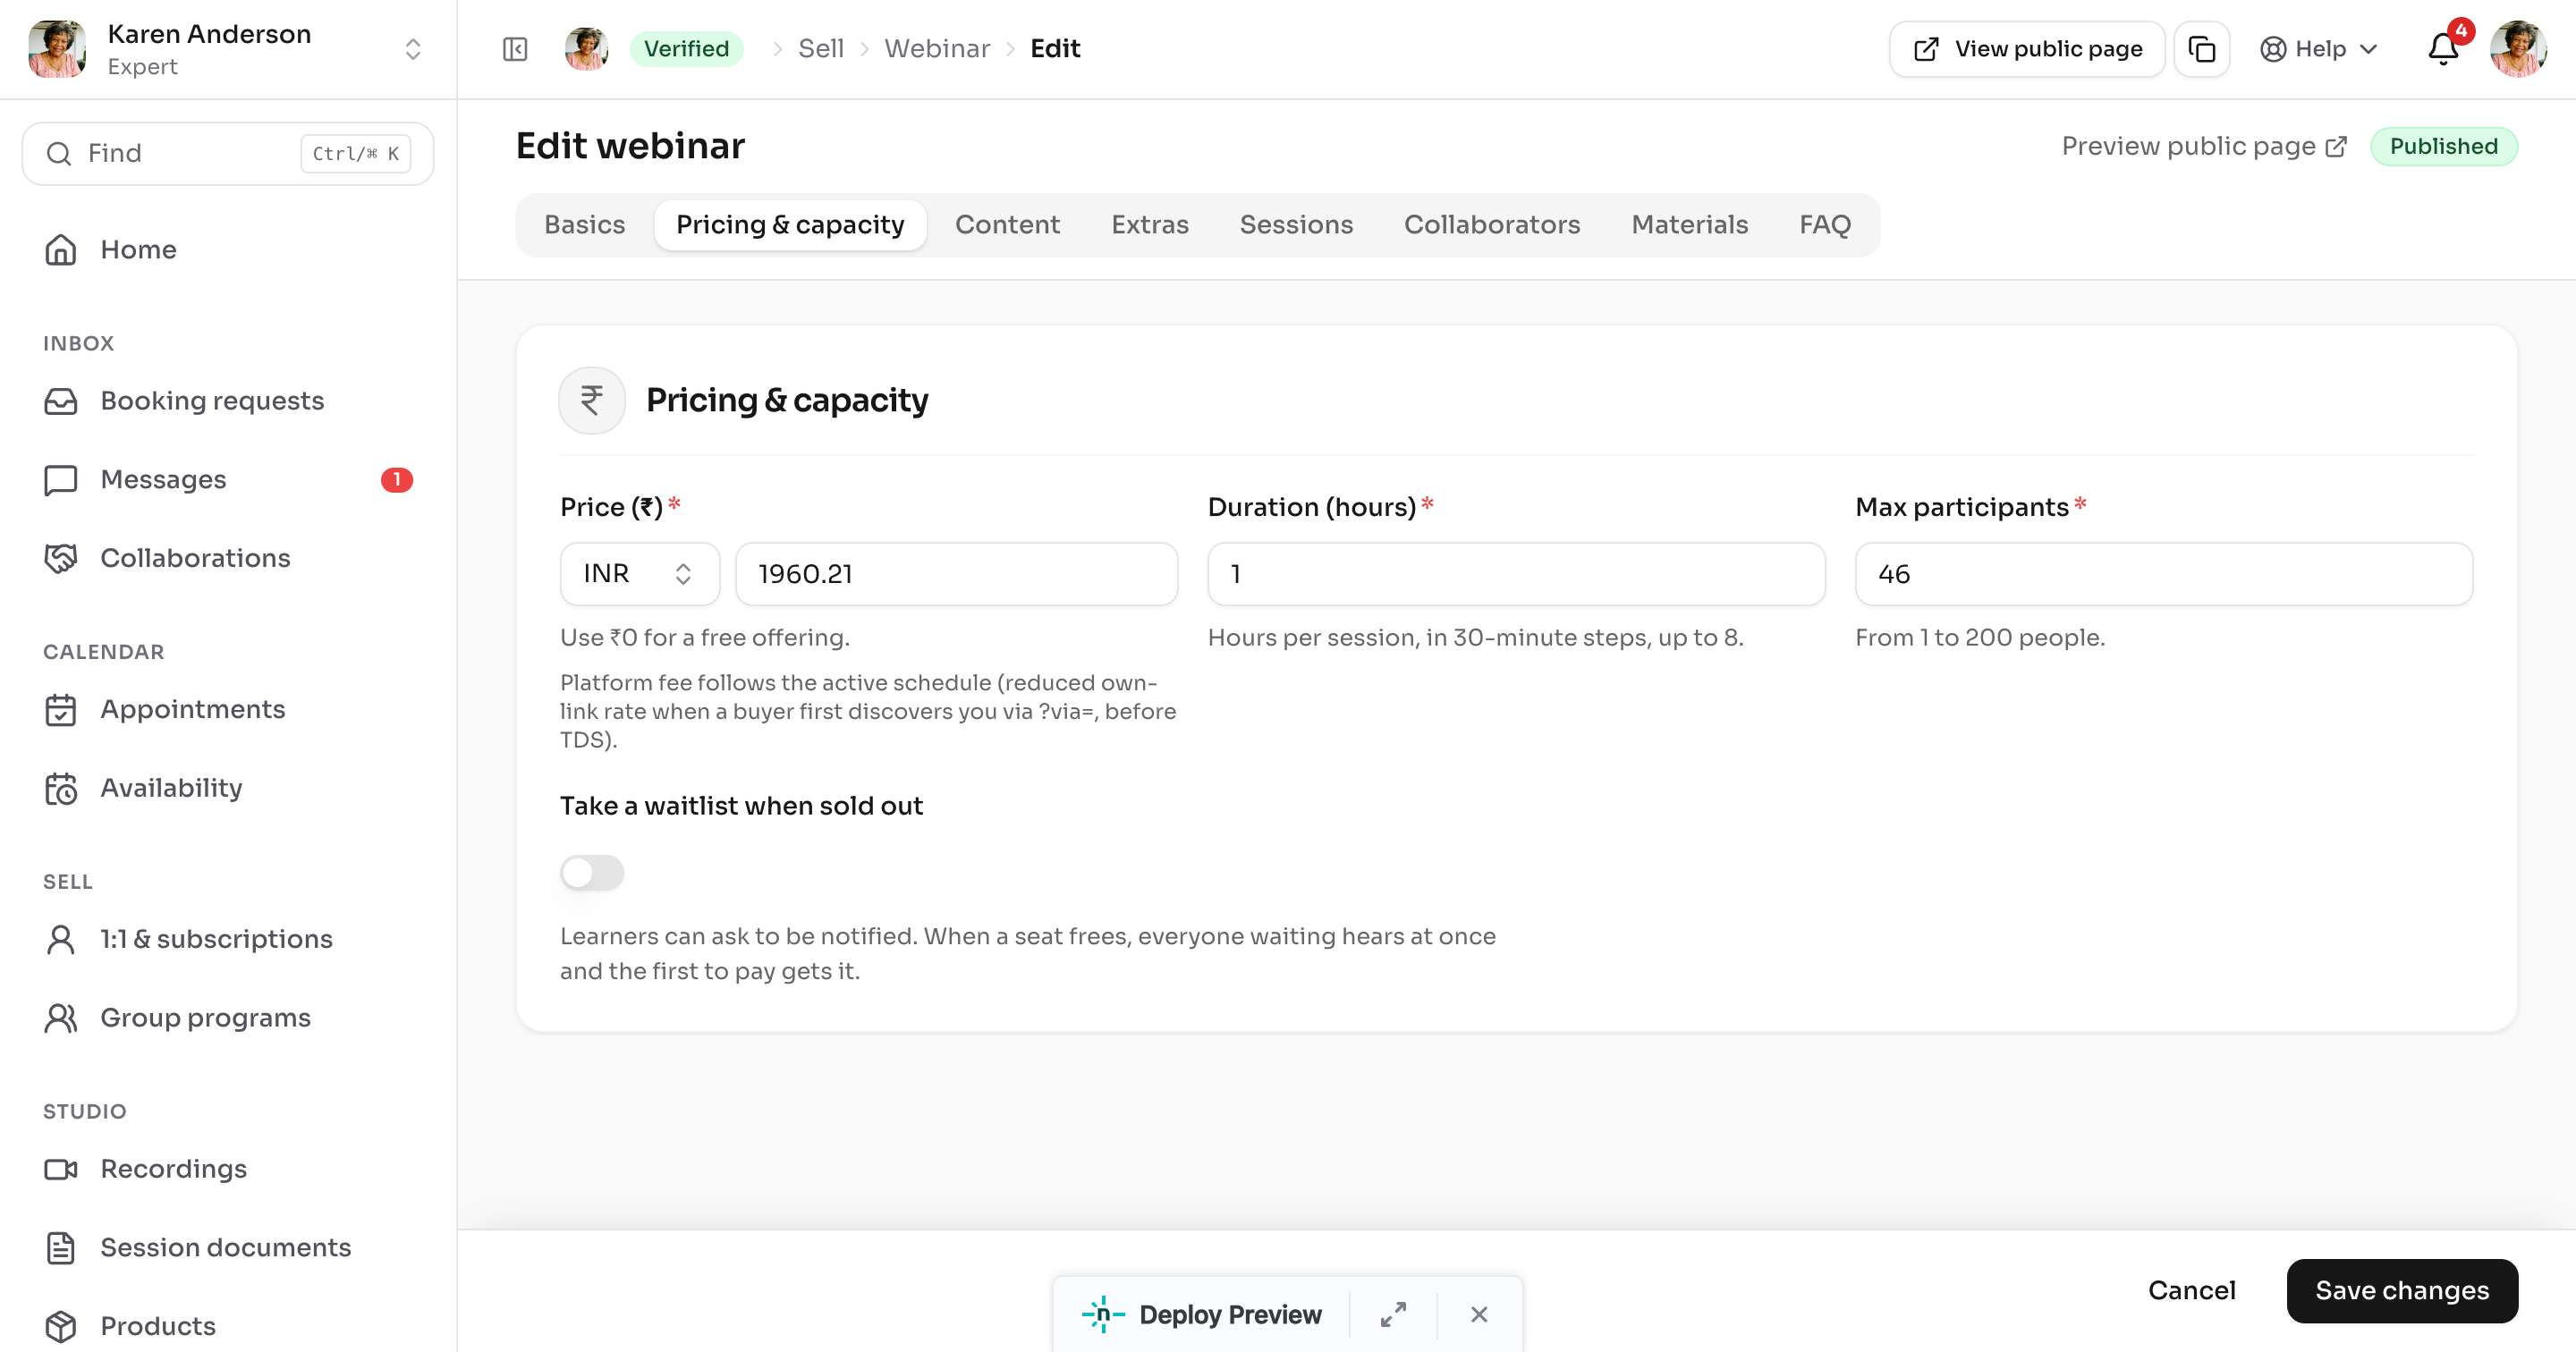 Karen Anderson
Expert
Find
Ctrl/⌘ K
Home
INBOX
Booking requests
Messages
1
Collaborations
CALENDAR
Appointments
Availability
SELL
1:1 & subscriptions
Group programs
STUDIO
Recordings
Session documents
Products
Verified
Sell
Webinar
Edit
View public page
Help
4
Edit webinar
Preview public page
Published
Basics
Pricing & capacity
Content
Extras
Sessions
Collaborators
Materials
FAQ
₹
Pricing & capacity
Price (₹) *
INR
1960.21
Use ₹0 for a free offering.
Platform fee follows the active schedule (reduced own-
link rate when a buyer first discovers you via ?via=, before
TDS).
Duration (hours) *
1
Hours per session, in 30-minute steps, up to 8.
Max participants *
46
From 1 to 200 people.
Take a waitlist when sold out
Learners can ask to be notified. When a seat frees, everyone waiting hears at once
and the first to pay gets it.
Cancel
Save changes
n
Deploy Preview